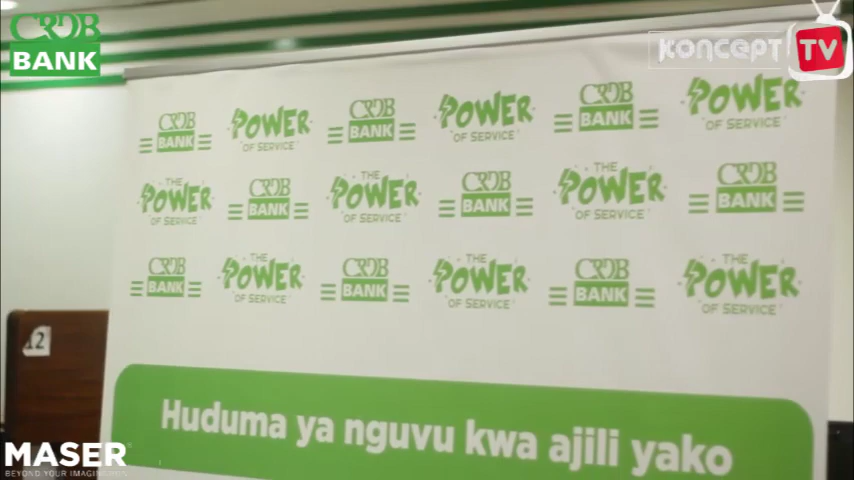 CRDB
BANK
KONCEPT TV
CRDB BANK POWER OF SERVICE CRDB BANK POWER OF SERVICE CRDB BANK POWER OF SERVICE
THE POWER OF SERVICE CRDB BANK THE POWER OF SERVICE CRDB BANK THE POWER OF SERVICE CRDB BANK
CRDB BANK THE POWER OF SERVICE CRDB BANK THE POWER OF SERVICE CRDB BANK THE POWER OF SERVICE
12
Huduma ya nguvu kwa ajili yako
MASER
BEYOND YOUR IMAGINATION